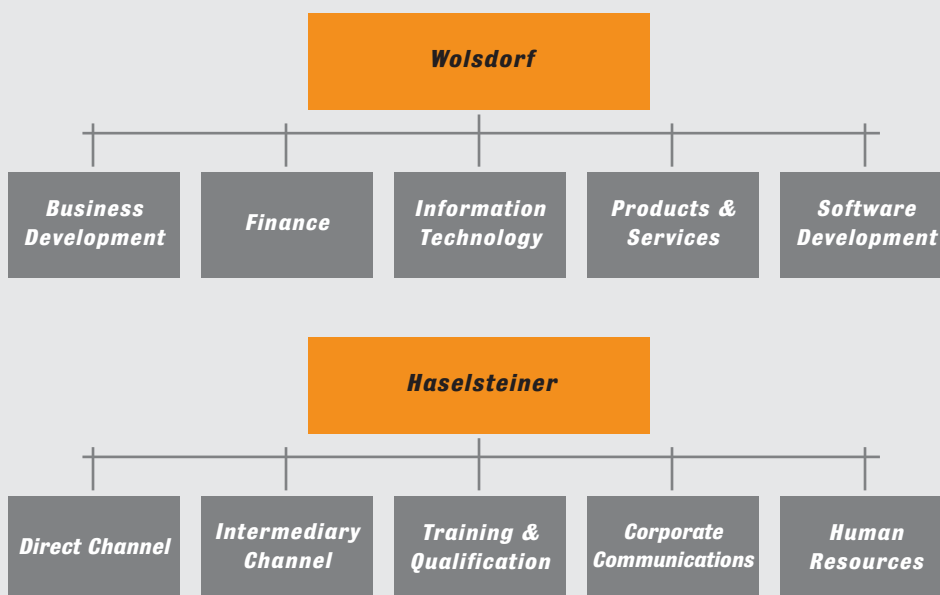 Wolsdorf
Business
Development
Finance
Information
Technology
Products &
Services
Software
Development
Haselsteiner
Direct Channel
Intermediary
Channel
Training &
Qualification
Corporate
Communications
Human
Resources